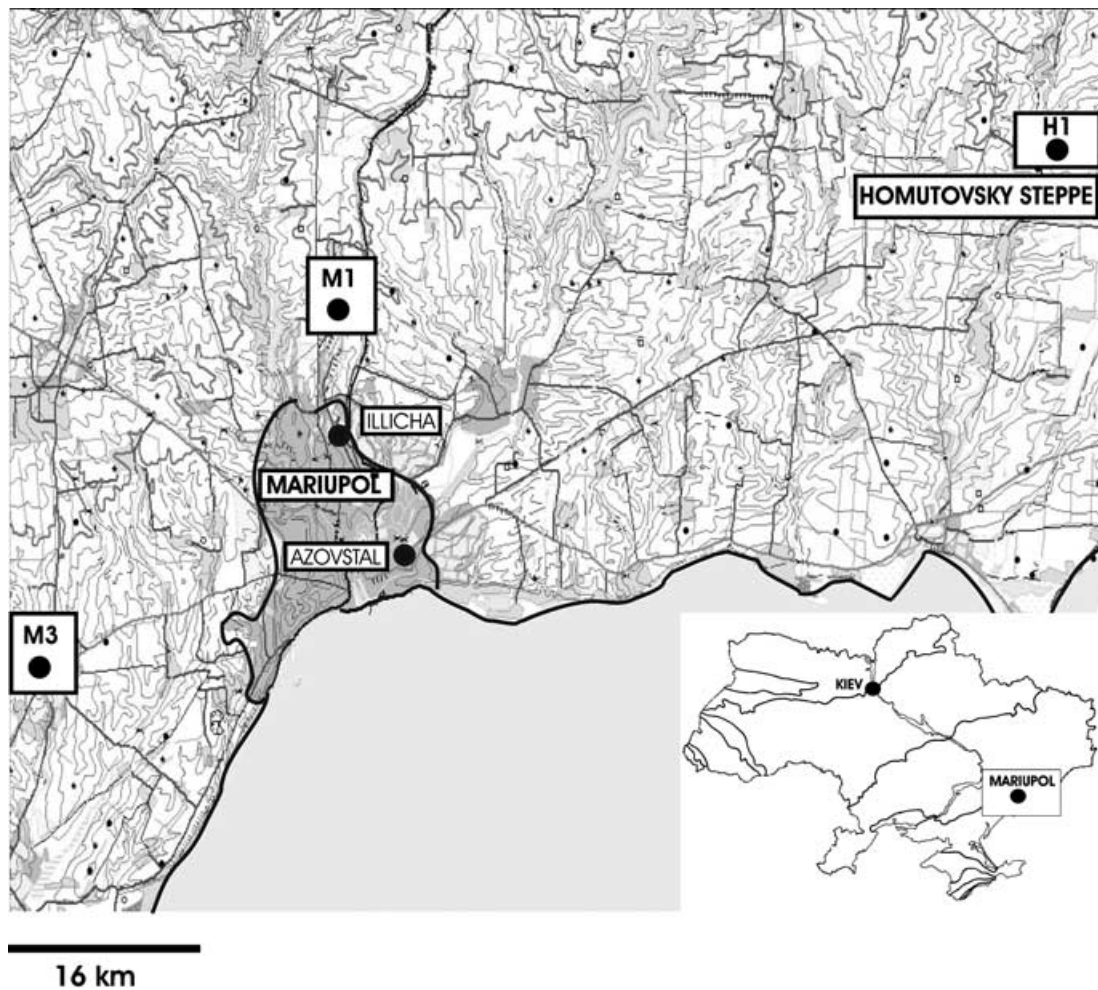 H1
HOMUTOVSKY STEPPE
M1
ILLICHA
MARIUPOL
AZOVSTAL
M3
KIEV
MARIUPOL
16 km